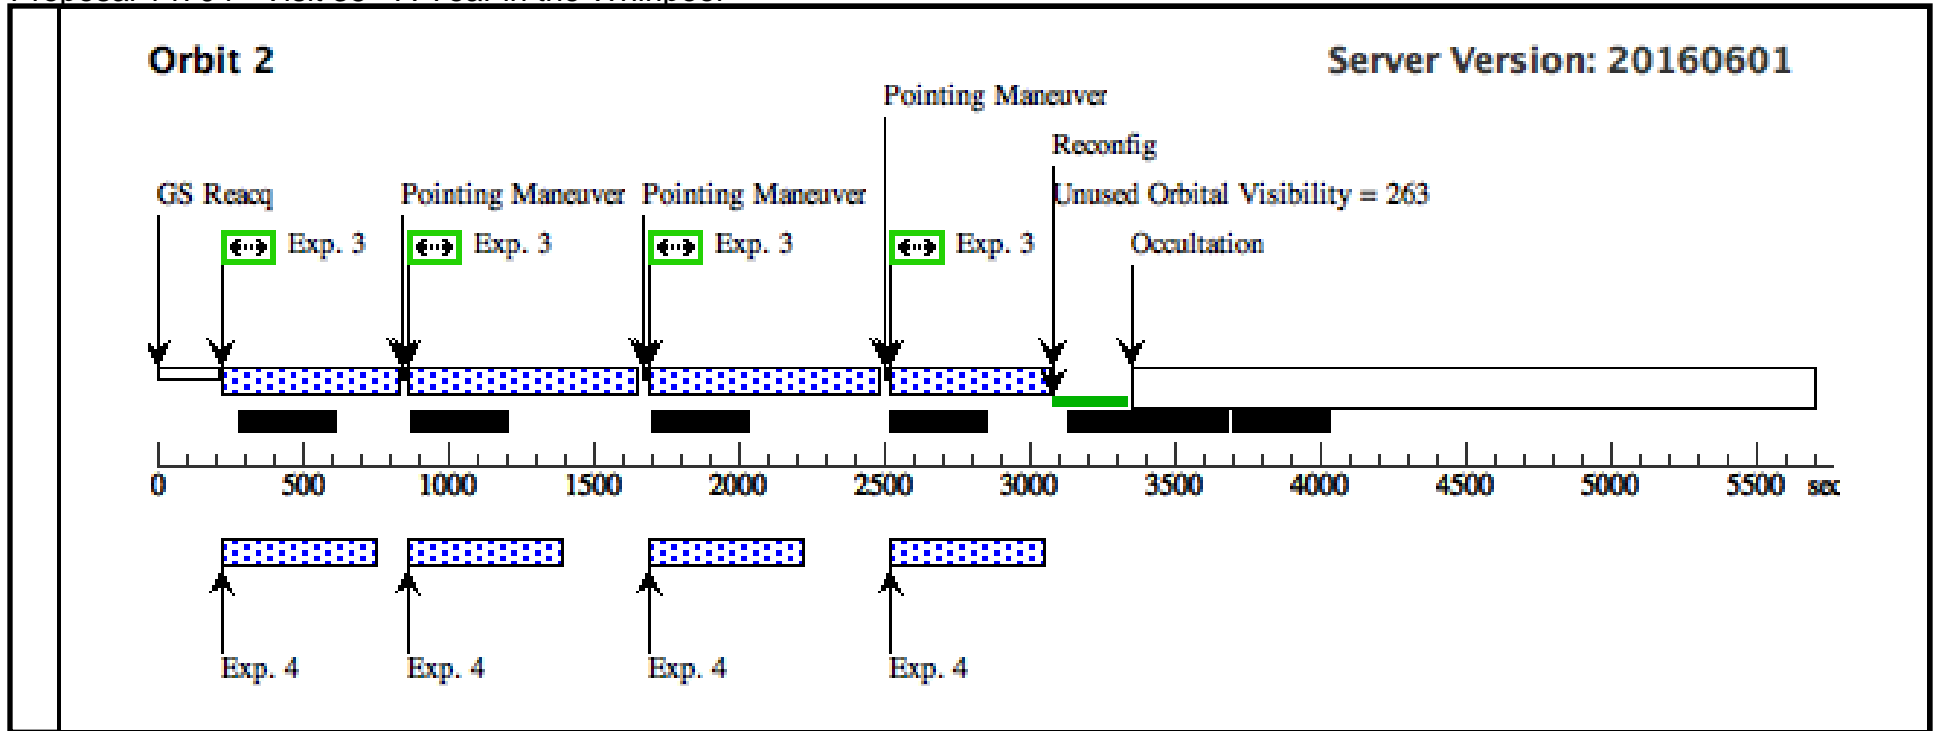 Orbit 2
Server Version: 20160601
Pointing Maneuver
Reconfig
GS Reacq
Pointing Maneuver
Pointing Maneuver
Unused Orbital Visibility = 263
Exp. 3
Exp. 3
Exp. 3
Exp. 3
Occultation
0 500 1000 1500 2000 2500 3000 3500 4000 4500 5000 5500 sec
Exp. 4
Exp. 4
Exp. 4
Exp. 4